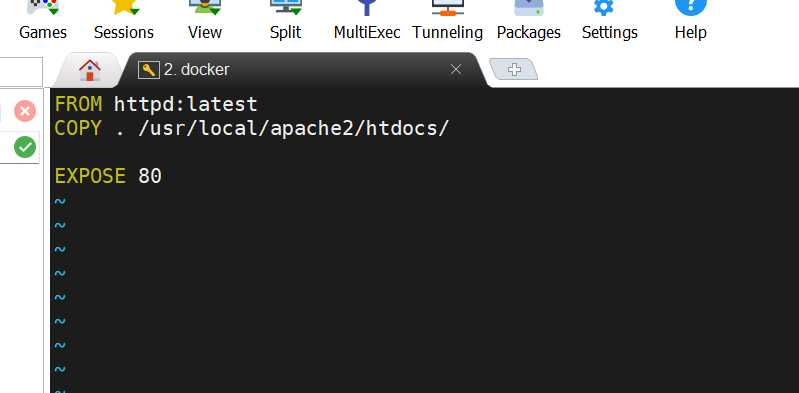 Games Sessions View Split MultiExec Tunneling Packages Settings Help
2. docker
FROM httpd:latest
COPY . /usr/local/apache2/htdocs/
EXPOSE 80
~
~
~
~
~
~
~
~
~